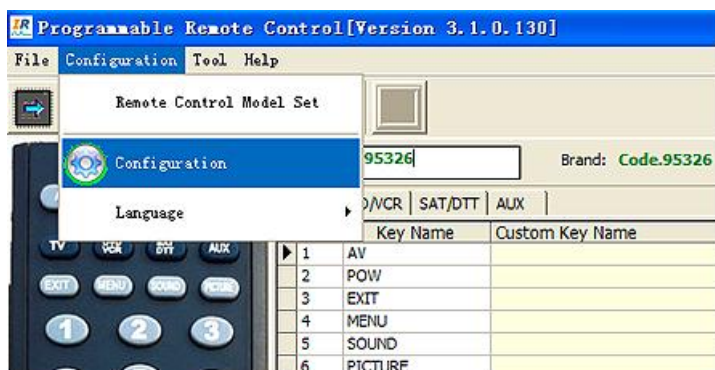 IR Programmable Remote Control[Version 3.1.0.130]
File Configuration Tool Help
Remote Control Model Set
95326 Brand: Code.95326
Configuration
D/VCR SAT/DTT AUX
Language
Key Name Custom Key Name
TV VCR DTT AUX
1 AV
2 POW
EXIT MENU SOUND PICTURE
3 EXIT
4 MENU
1 2 3
5 SOUND
6 PICTURE